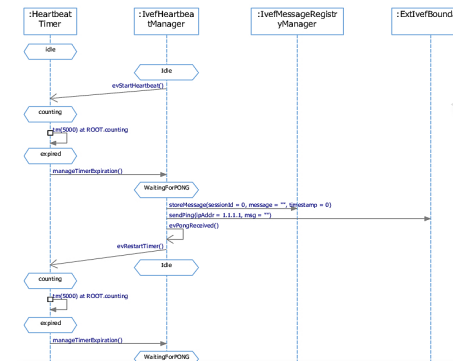 :Heartbeat
Timer
:IvefHeartbea
tManager
:IvefMessageRegistr
yManager
:ExtIvefBound
idle
Idle
evStartHeartbeat()
counting
tm(5000) at ROOT.counting
expired
manageTimerExpiration()
WaitingForPONG
storeMessage(sessionId = 0, message = "", timestamp = 0)
sendPing(ipAddr = 1.1.1.1, msg = "")
evPongReceived()
evRestartTimer()
Idle
counting
tm(5000) at ROOT.counting
expired
manageTimerExpiration()
WaitingForPONG